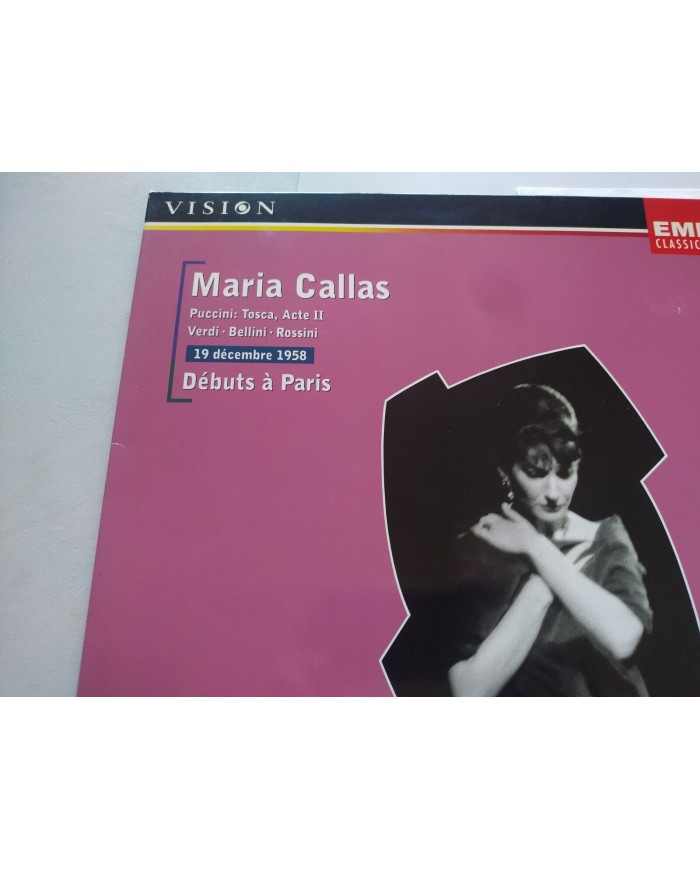 VISION
EMI
CLASSIC
Maria Callas
Puccini: Tosca, Acte II
Verdi · Bellini · Rossini
19 décembre 1958
Débuts à Paris